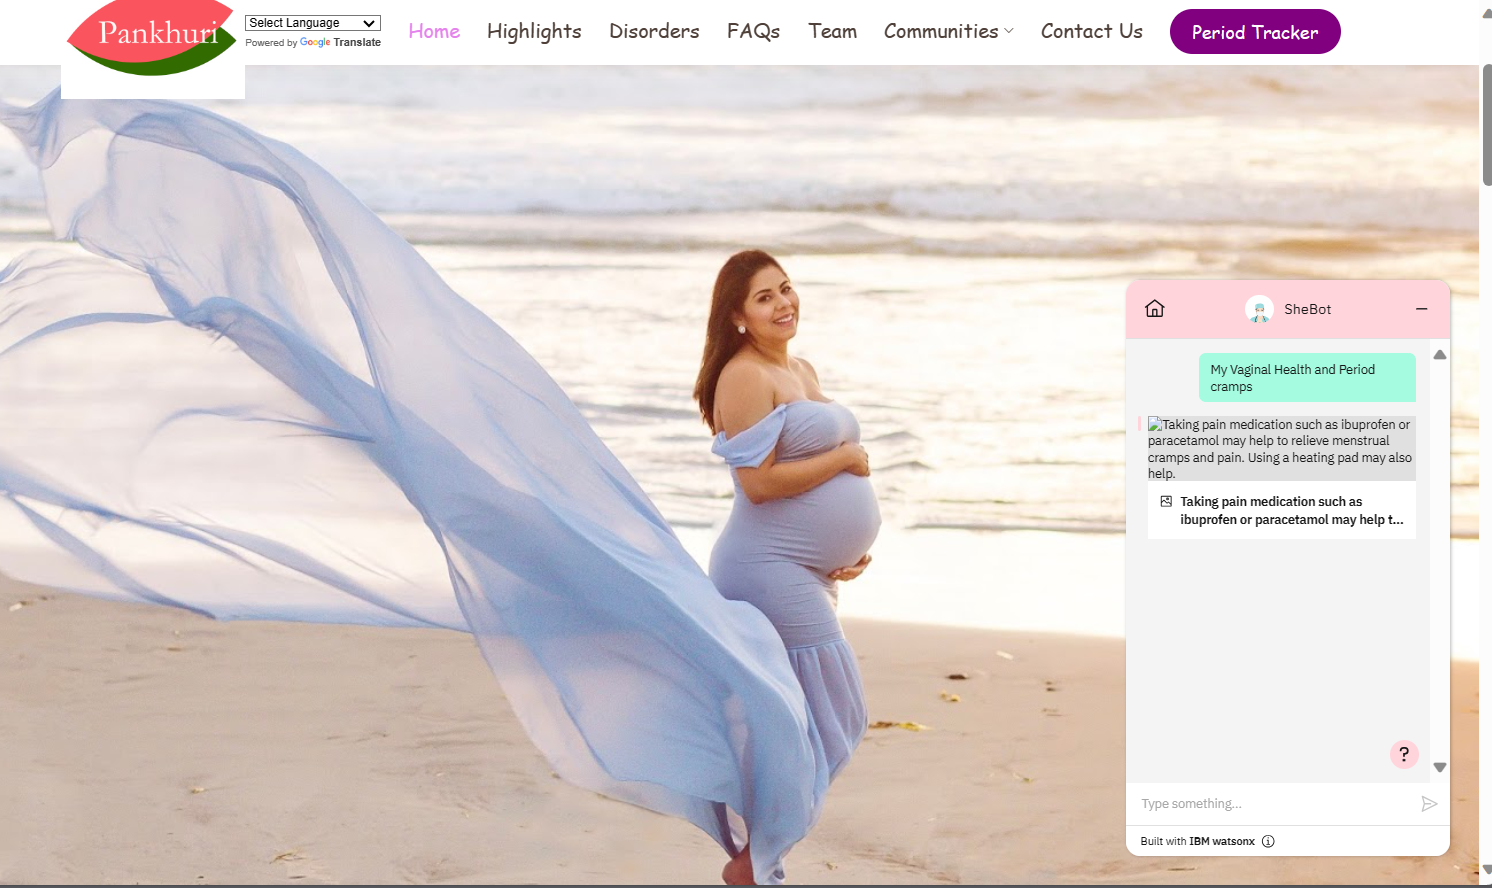 Pankhuri
Select Language
Powered by Google Translate
Home Highlights Disorders FAQs Team Communities Contact Us Period Tracker
SheBot
My Vaginal Health and Period
cramps
Taking pain medication such as ibuprofen or
paracetamol may help to relieve menstrual
cramps and pain. Using a heating pad may also
help.
Taking pain medication such as
ibuprofen or paracetamol may help t...
?
Type something...
Built with IBM watsonx